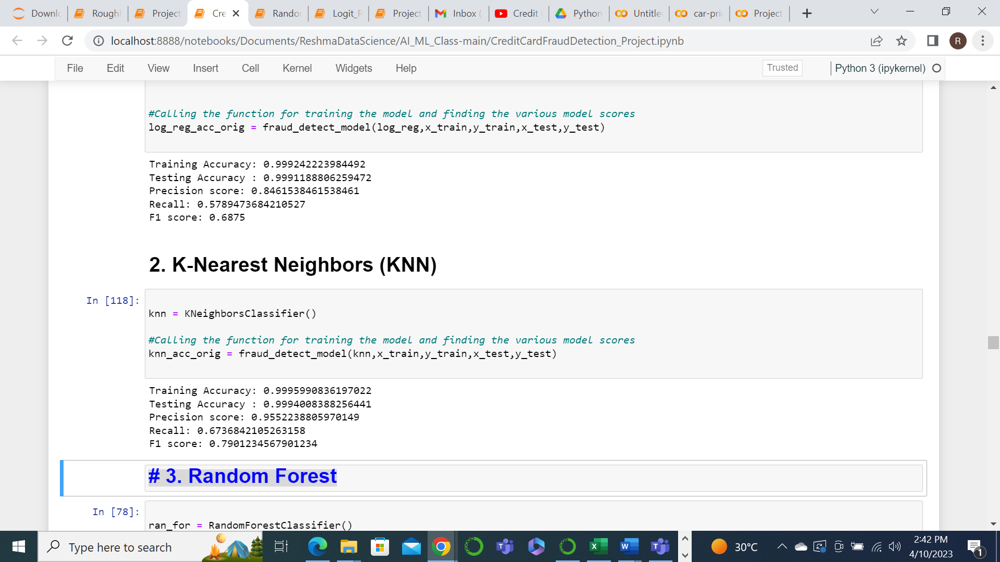 Downlo
Roughl
Project
Cre
Randor
Logit_R
Project
Inbox (
Credit
Python
Untitle
car-pri
Project
localhost:8888/notebooks/Documents/ReshmaDataScience/AI_ML_Class-main/CreditCardFraudDetection_Project.ipynb
R
File Edit View Insert Cell Kernel Widgets Help
Trusted
Python 3 (ipykernel)
#Calling the function for training the model and finding the various model scores
log_reg_acc_orig = fraud_detect_model(log_reg,x_train,y_train,x_test,y_test)
Training Accuracy: 0.999242223984492
Testing Accuracy : 0.9991188806259472
Precision score: 0.8461538461538461
Recall: 0.5789473684210527
F1 score: 0.6875
2. K-Nearest Neighbors (KNN)
In [118]:
knn = KNeighborsClassifier()
#Calling the function for training the model and finding the various model scores
knn_acc_orig = fraud_detect_model(knn,x_train,y_train,x_test,y_test)
Training Accuracy: 0.9995990836197022
Testing Accuracy : 0.9994008388256441
Precision score: 0.9552238805970149
Recall: 0.6736842105263158
F1 score: 0.7901234567901234
# 3. Random Forest
In [78]:
ran_for = RandomForestClassifier()
Type here to search
30°C
2:42 PM
4/10/2023
1